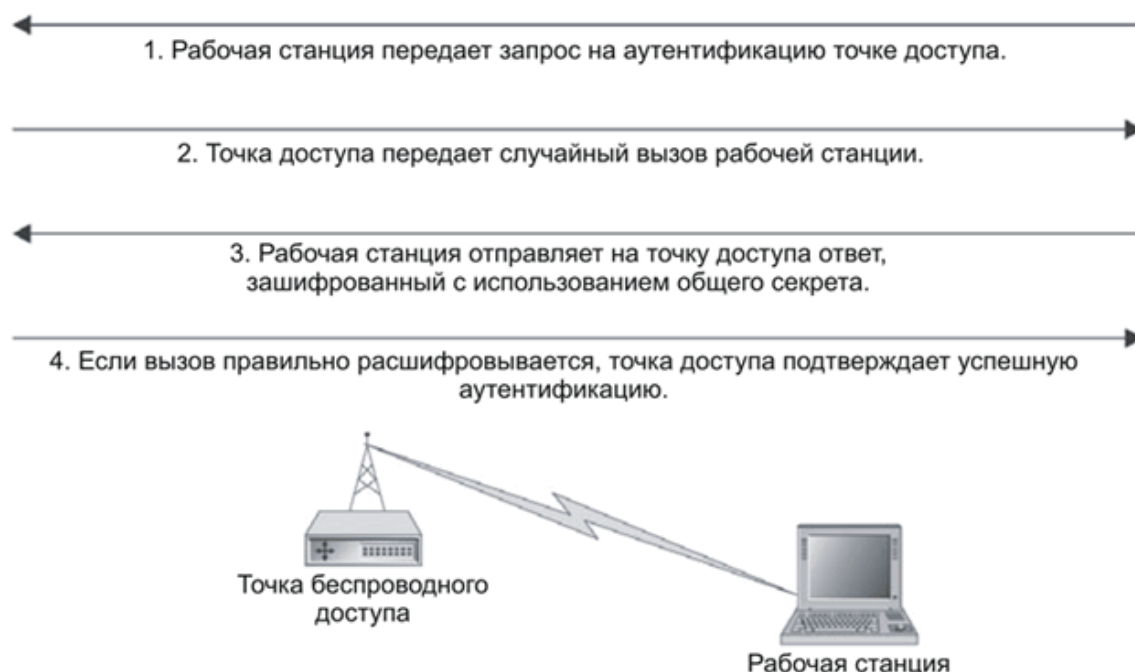 1. Рабочая станция передает запрос на аутентификацию точке доступа.
2. Точка доступа передает случайный вызов рабочей станции.
3. Рабочая станция отправляет на точку доступа ответ,
зашифрованный с использованием общего секрета.
4. Если вызов правильно расшифровывается, точка доступа подтверждает успешную
аутентификацию.
Точка беспроводного
доступа
Рабочая станция